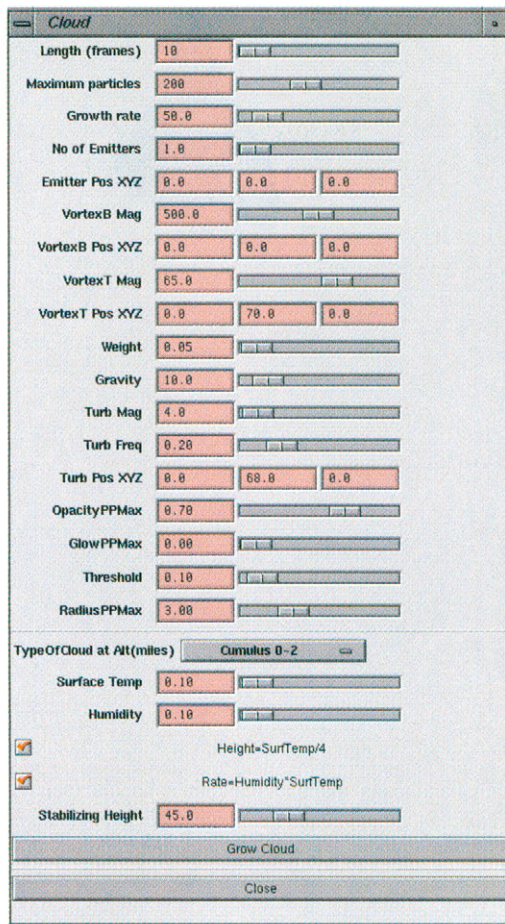 Cloud
Length (frames) 10
Maximum particles 200
Growth rate 50.0
No of Emitters 1.0
Emitter Pos XYZ 0.0 0.0 0.0
VortexB Mag 500.0
VortexB Pos XYZ 0.0 0.0 0.0
VortexT Mag 65.0
VortexT Pos XYZ 0.0 70.0 0.0
Weight 0.05
Gravity 10.0
Turb Mag 4.0
Turb Freq 0.20
Turb Pos XYZ 0.0 68.0 0.0
OpacityPPMax 0.70
GlowPPMax 0.00
Threshold 0.10
RadiusPPMax 3.00
TypeOfCloud at Alt(miles) Cumulus 0-2
Surface Temp 0.10
Humidity 0.10
Height=SurfTemp/4
Rate=Humidity*SurfTemp
Stabilizing Height 45.0
Grow Cloud
Close